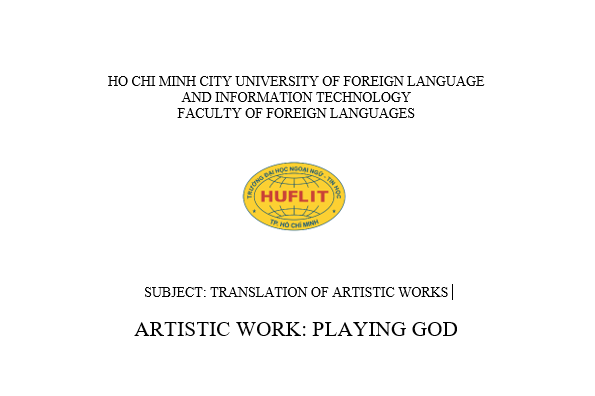 HO CHI MINH CITY UNIVERSITY OF FOREIGN LANGUAGE
AND INFORMATION TECHNOLOGY
FACULTY OF FOREIGN LANGUAGES
TRƯỜNG ĐẠI HỌC NGOẠI NGỮ - TIN HỌC
HUFLIT
TP. HỒ CHÍ MINH
SUBJECT: TRANSLATION OF ARTISTIC WORKS
ARTISTIC WORK: PLAYING GOD